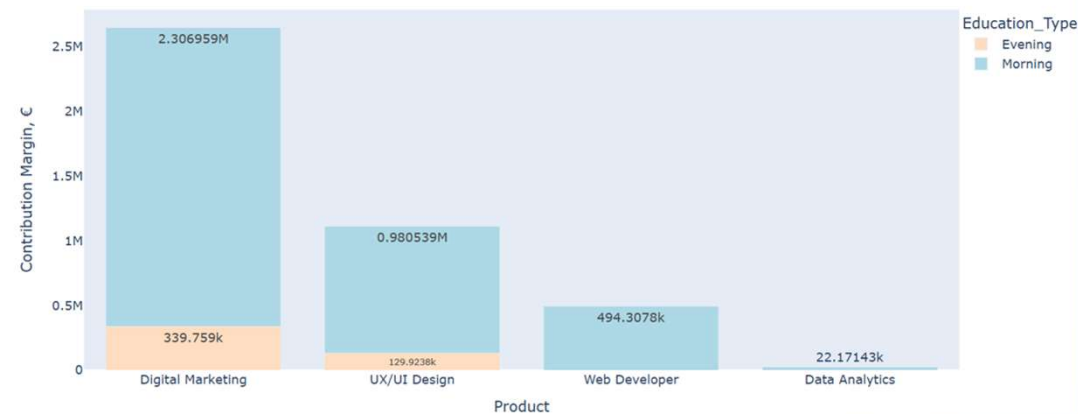 Contribution Margin, €
2.5M
2M
1.5M
1M
0.5M
0
2.306959M
339.759k
0.980539M
129.9238k
494.3078k
22.17143k
Digital Marketing
UX/UI Design
Web Developer
Data Analytics
Product
Education_Type
Evening
Morning